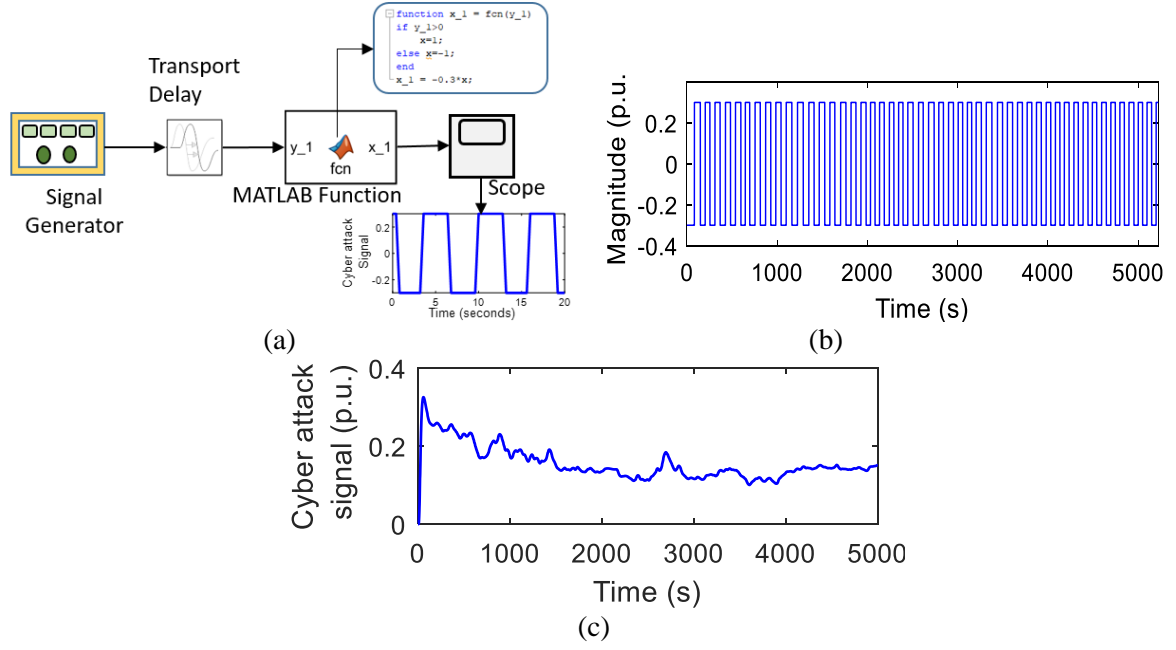 function x_1 = fcn(y_1)
if y_1>0
x=1;
else x=-1;
end
x_1 = -0.3*x;
Transport
Delay
y_1
x_1
fcn
MATLAB Function
Scope
Signal
Generator
Cyber attack
Signal
0.2
0
-0.2
0
5
10
15
20
Time (seconds)
(a)
Magnitude (p.u.)
0.2
0
-0.2
-0.4
0
1000
2000
3000
4000
5000
Time (s)
(b)
Cyber attack
signal (p.u.)
0.4
0.2
0
0
1000
2000
3000
4000
5000
Time (s)
(c)